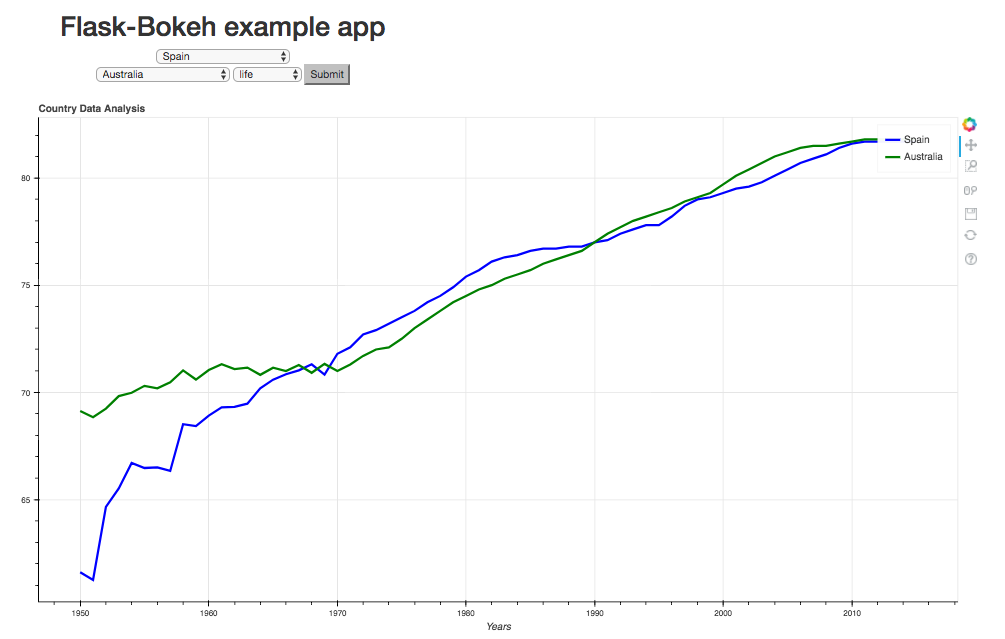 Flask-Bokeh example app
Spain
Australia life Submit
Country Data Analysis
Spain
Australia
80
75
70
65
1950 1960 1970 1980 1990 2000 2010
Years